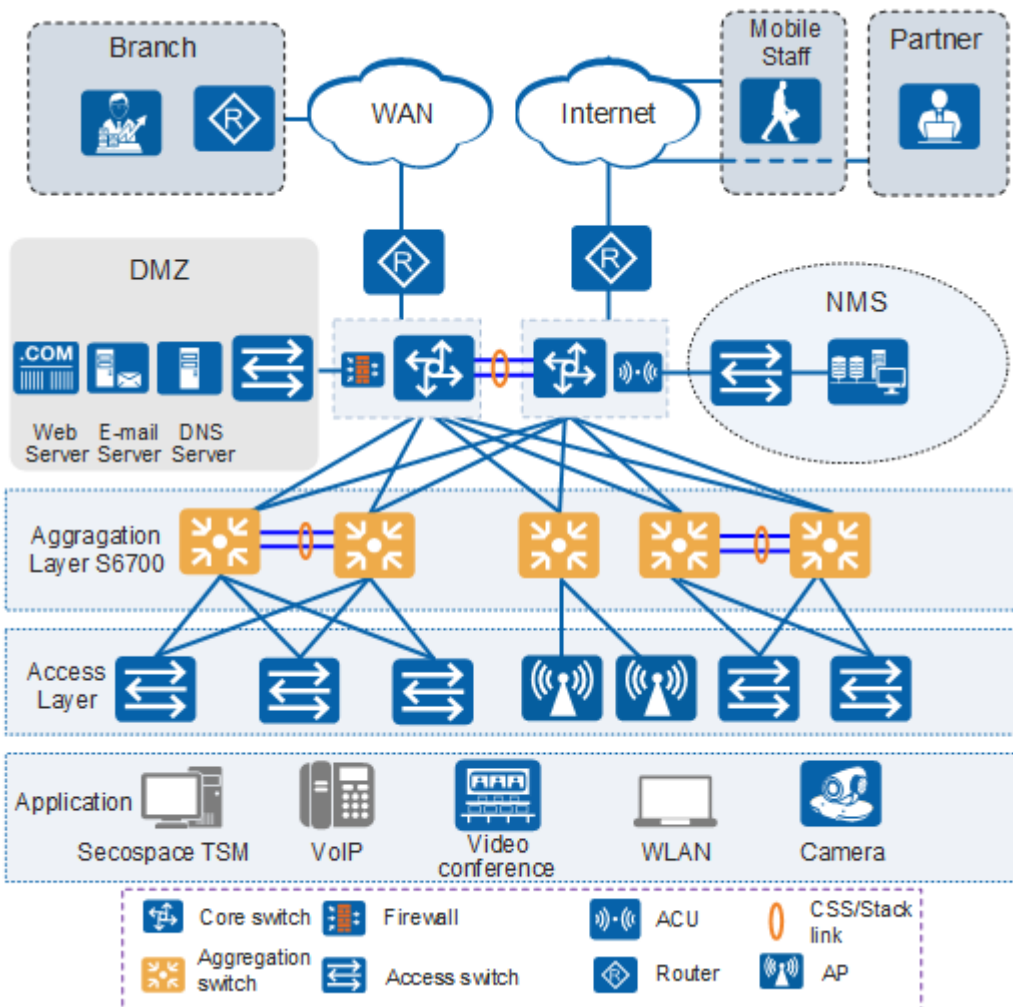 Branch
WAN
Internet
Mobile
Staff
Partner
R
R
R
DMZ
NMS
.COM
Web
Server
E-mail
Server
DNS
Server
Aggragation
Layer S6700
Access
Layer
Application
Secospace TSM
VoIP
Video
conference
WLAN
Camera
Core switch
Firewall
ACU
CSS/Stack
link
Aggregation
switch
Access switch
R
Router
AP